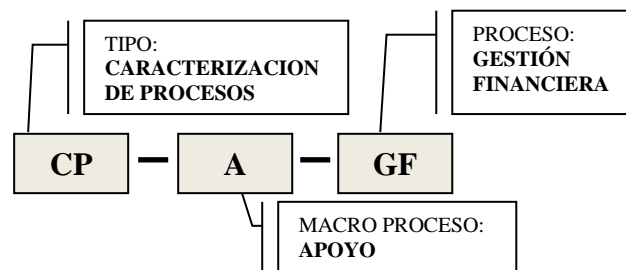 TIPO:
CARACTERIZACION
DE PROCESOS
PROCESO:
GESTIÓN
FINANCIERA
CP – A – GF
MACRO PROCESO:
APOYO